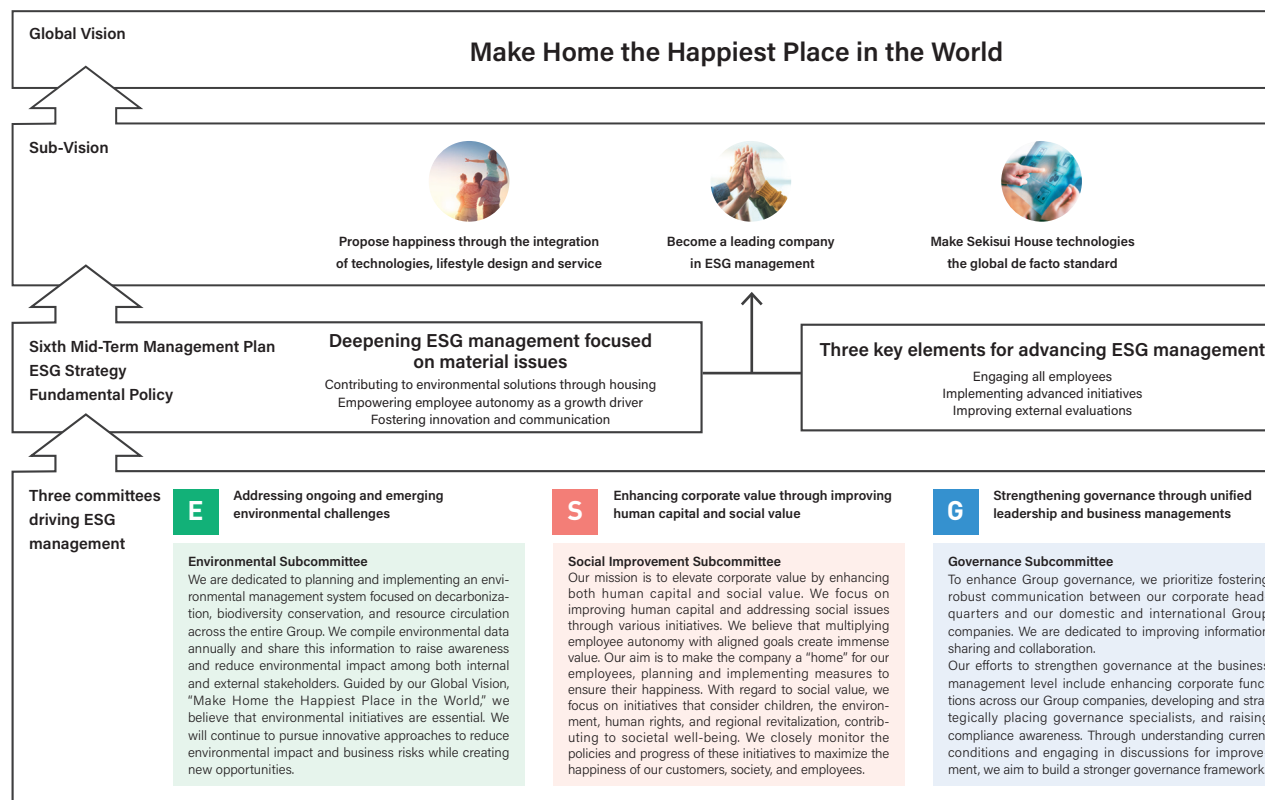 Global Vision
Make Home the Happiest Place in the World
Sub-Vision
Propose happiness through the integration
of technologies, lifestyle design and service
Become a leading company
in ESG management
Make Sekisui House technologies
the global de facto standard
Sixth Mid-Term Management Plan
ESG Strategy
Fundamental Policy
Deepening ESG management focused
on material issues
Contributing to environmental solutions through housing
Empowering employee autonomy as a growth driver
Fostering innovation and communication
Three key elements for advancing ESG management
Engaging all employees
Implementing advanced initiatives
Improving external evaluations
Three committees
driving ESG
management
E
Addressing ongoing and emerging
environmental challenges
Environmental Subcommittee
We are dedicated to planning and implementing an envi-
ronmental management system focused on decarboniza-
tion, biodiversity conservation, and resource circulation
across the entire Group. We compile environmental data
annually and share this information to raise awareness
and reduce environmental impact among both internal
and external stakeholders. Guided by our Global Vision,
“Make Home the Happiest Place in the World,” we
believe that environmental initiatives are essential. We
will continue to pursue innovative approaches to reduce
environmental impact and business risks while creating
new opportunities.
S
Enhancing corporate value through improving
human capital and social value
Social Improvement Subcommittee
Our mission is to elevate corporate value by enhancing
both human capital and social value. We focus on
improving human capital and addressing social issues
through various initiatives. We believe that multiplying
employee autonomy with aligned goals create immense
value. Our aim is to make the company a “home” for our
employees, planning and implementing measures to
ensure their happiness. With regard to social value, we
focus on initiatives that consider children, the environ-
ment, human rights, and regional revitalization, contrib-
uting to societal well-being. We closely monitor the
policies and progress of these initiatives to maximize the
happiness of our customers, society, and employees.
G
Strengthening governance through unified
leadership and business managements
Governance Subcommittee
To enhance Group governance, we prioritize fostering
robust communication between our corporate head
quarters and our domestic and international Group
companies. We are dedicated to improving information
sharing and collaboration.
Our efforts to strengthen governance at the business
management level include enhancing corporate func
tions across our Group companies, developing and stra
tegically placing governance specialists, and raising
compliance awareness. Through understanding current
conditions and engaging in discussions for improve
ment, we aim to build a stronger governance framework